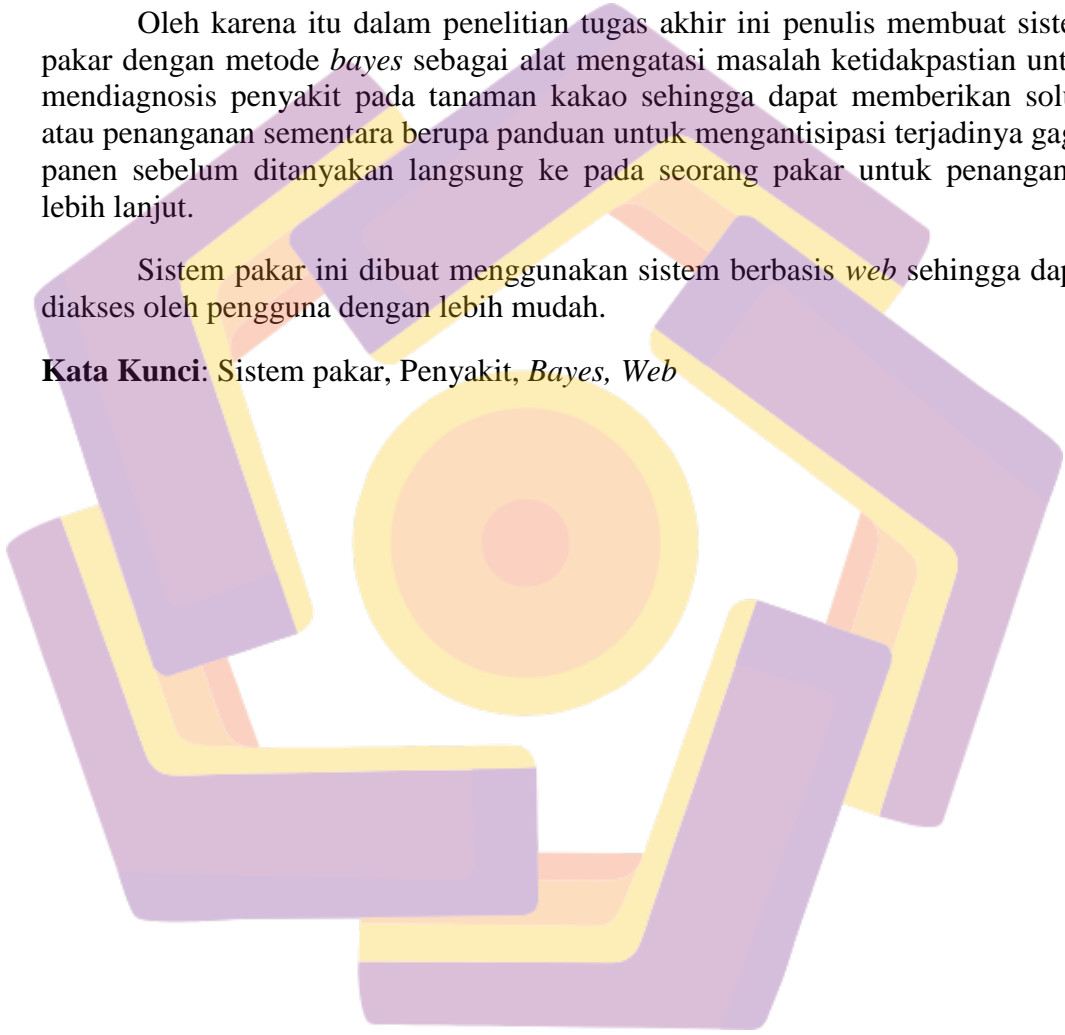 Oleh karena itu dalam penelitian tugas akhir ini penulis membuat siste
pakar dengan metode bayes sebagai alat mengatasi masalah ketidakpastian unt
mendiagnosis penyakit pada tanaman kakao sehingga dapat memberikan solu
atau penanganan sementara berupa panduan untuk mengantisipasi terjadinya gag
panen sebelum ditanyakan langsung ke pada seorang pakar untuk penangan
lebih lanjut.
Sistem pakar ini dibuat menggunakan sistem berbasis web sehingga dap
diakses oleh pengguna dengan lebih mudah.
Kata Kunci: Sistem pakar, Penyakit, Bayes, Web